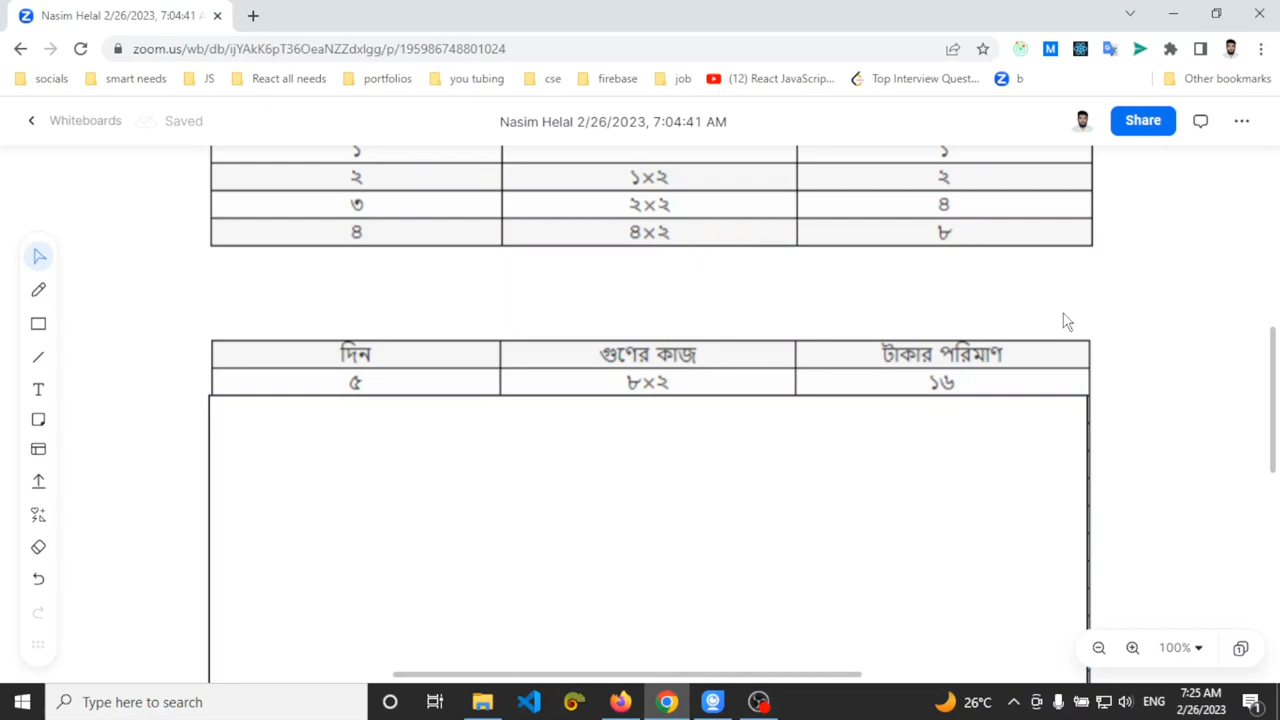 Nasim Helal 2/26/2023, 7:04:41 A
zoom.us/wb/db/ijYAkK6pT36OeaNZZdxlgg/p/195986748801024
socials smart needs JS React all needs portfolios you tubing cse firebase job (12) React JavaScrip... Top Interview Quest... b Other bookmarks
Whiteboards Saved Nasim Helal 2/26/2023, 7:04:41 AM Share
১ ১
২ ১×২ ২
৩ ২×২ ৪
৪ ৪×২ ৮
দিন গুণের কাজ টাকার পরিমাণ
৫ ৮×২ ১৬
100%
Type here to search 26°C ENG 7:25 AM
2/26/2023